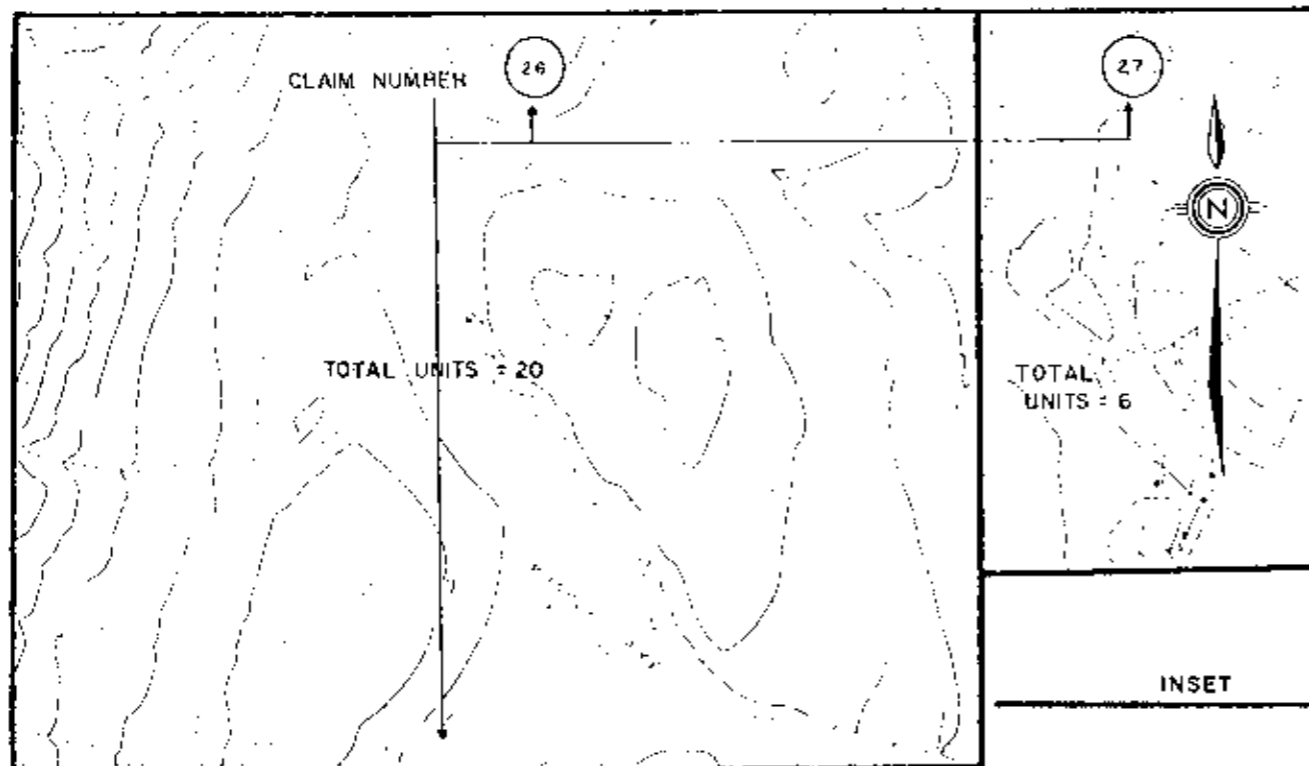 26
27
CLAIM NUMBER
N
TOTAL UNITS = 20
TOTAL
UNITS = 6
INSET